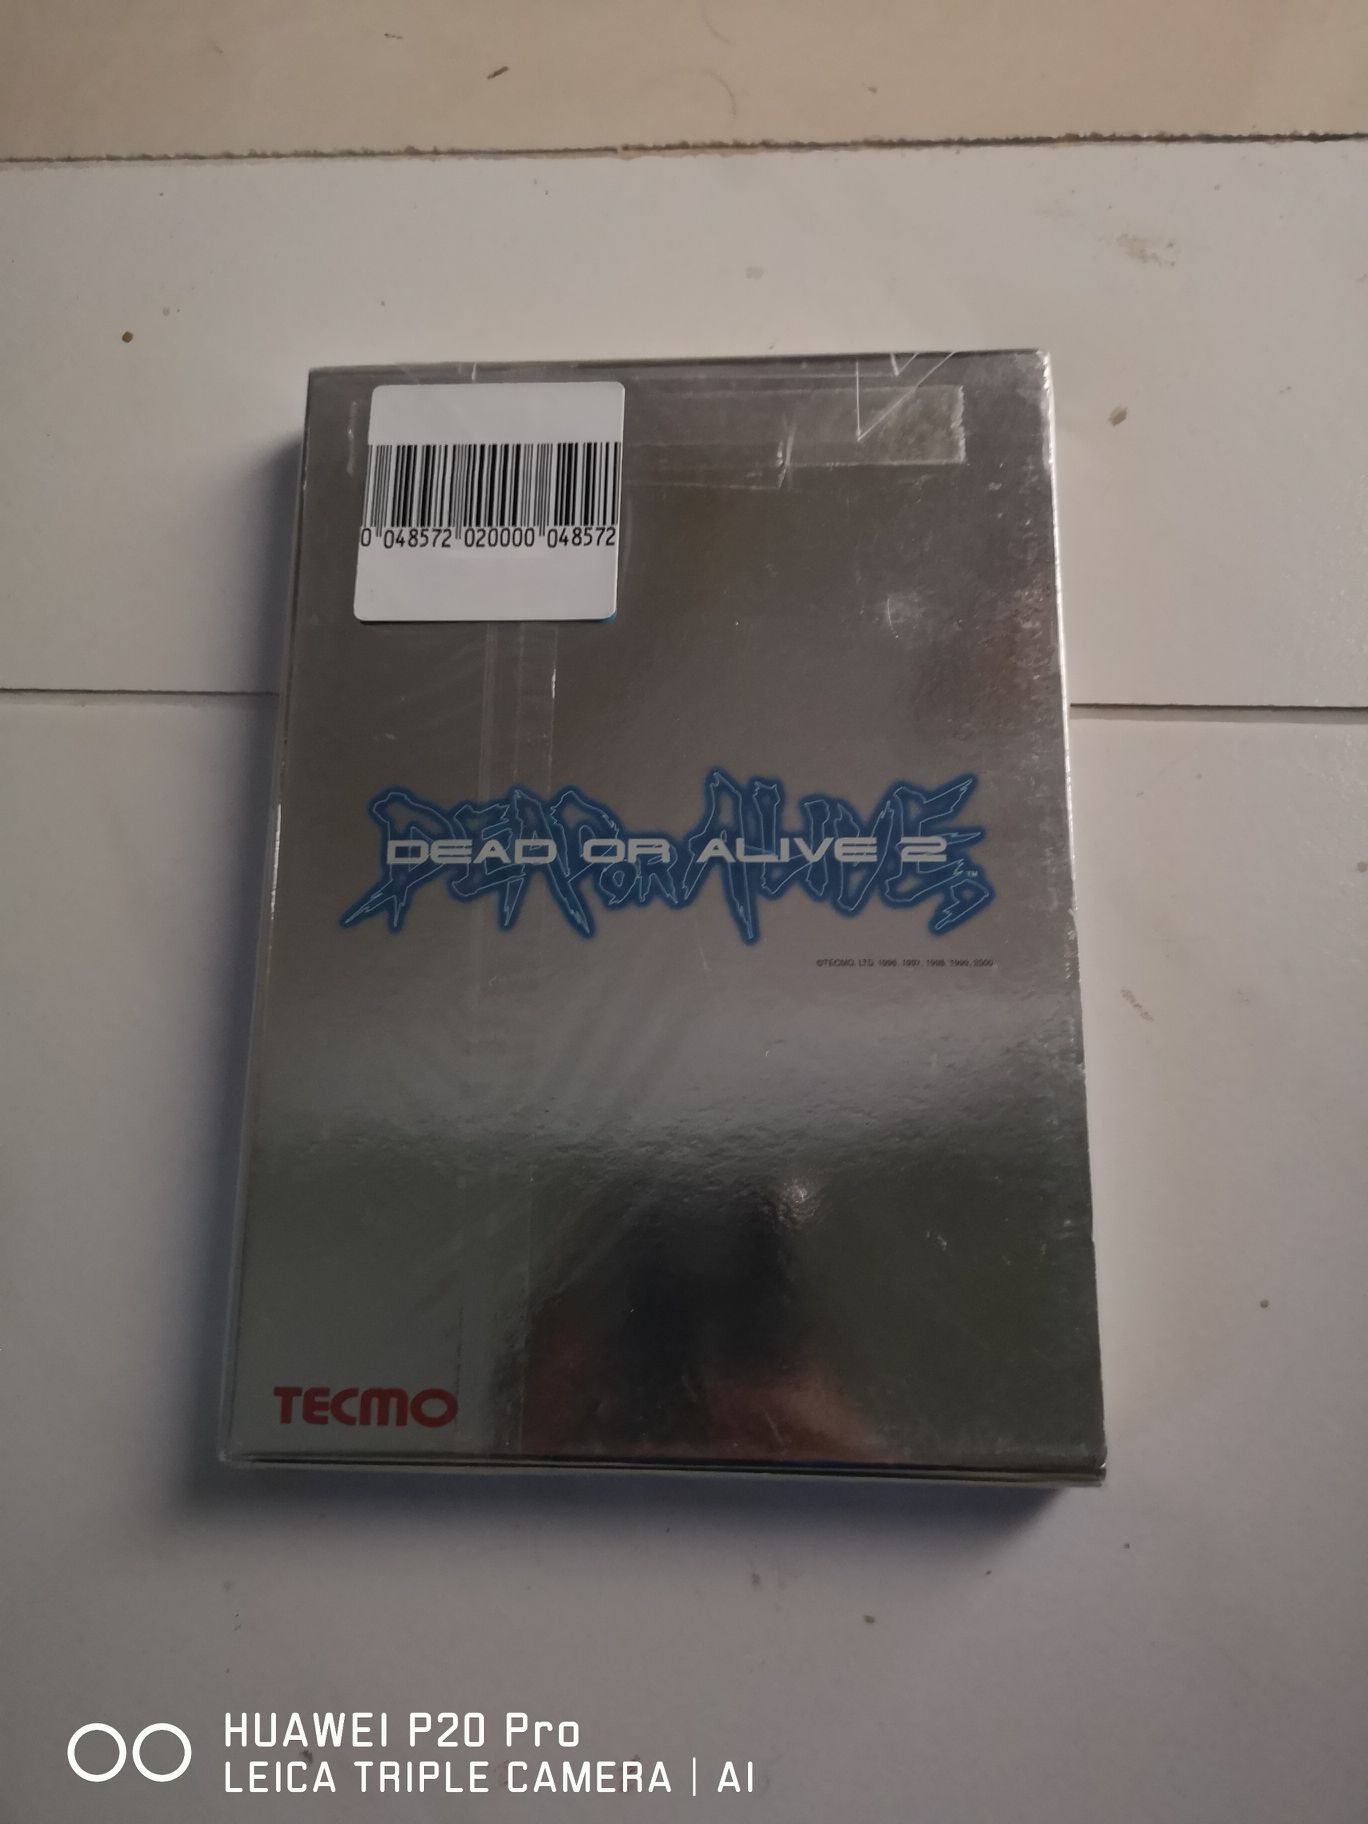 0 048572 020000 048572
DEAD OR ALIVE 2
DEAD OR ALIVE 2
™
©TECMO, LTD. 1996, 1997, 1998, 1999, 2000
TECMO
HUAWEI P20 Pro
LEICA TRIPLE CAMERA | AI